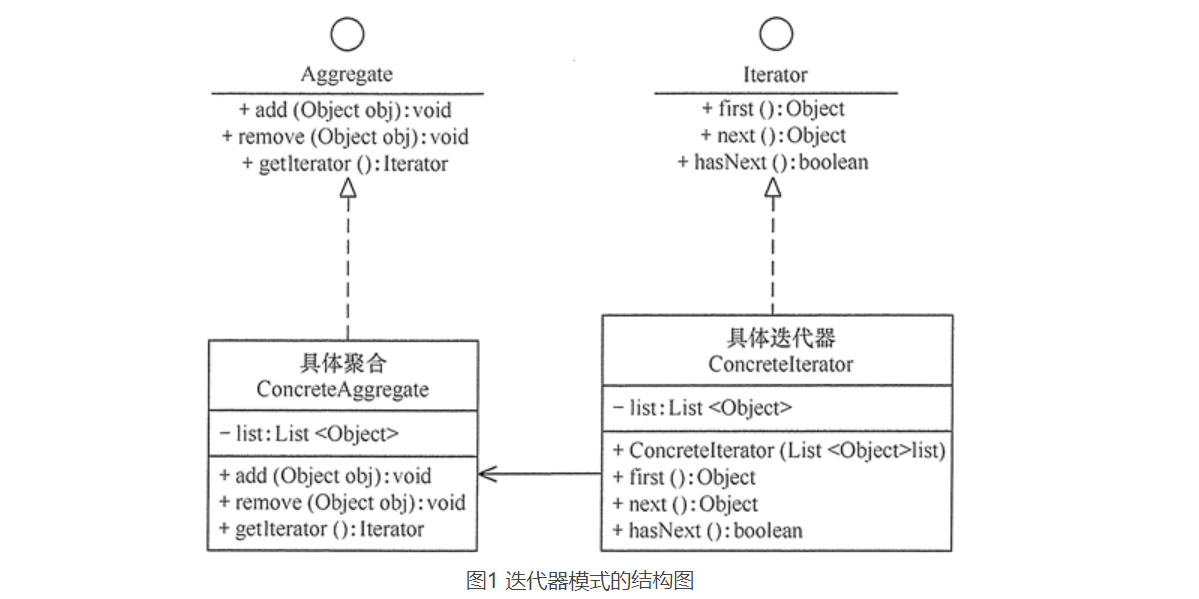 Aggregate
+ add (Object obj):void
+ remove (Object obj):void
+ getIterator ():Iterator
Iterator
+ first ():Object
+ next ():Object
+ hasNext ():boolean
具体聚合
ConcreteAggregate
− list:List <Object>
+ add (Object obj):void
+ remove (Object obj):void
+ getIterator ():Iterator
具体迭代器
ConcreteIterator
− list:List <Object>
+ ConcreteIterator (List <Object>list)
+ first ():Object
+ next ():Object
+ hasNext ():boolean
图1 迭代器模式的结构图